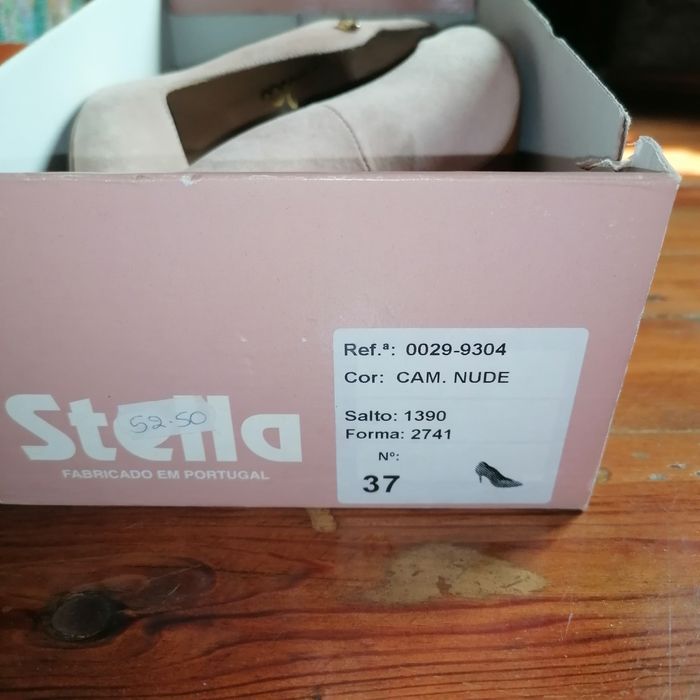 Stella
52.50
FABRICADO EM PORTUGAL
Ref.ª: 0029-9304
Cor: CAM. NUDE
Salto: 1390
Forma: 2741
Nº:
37